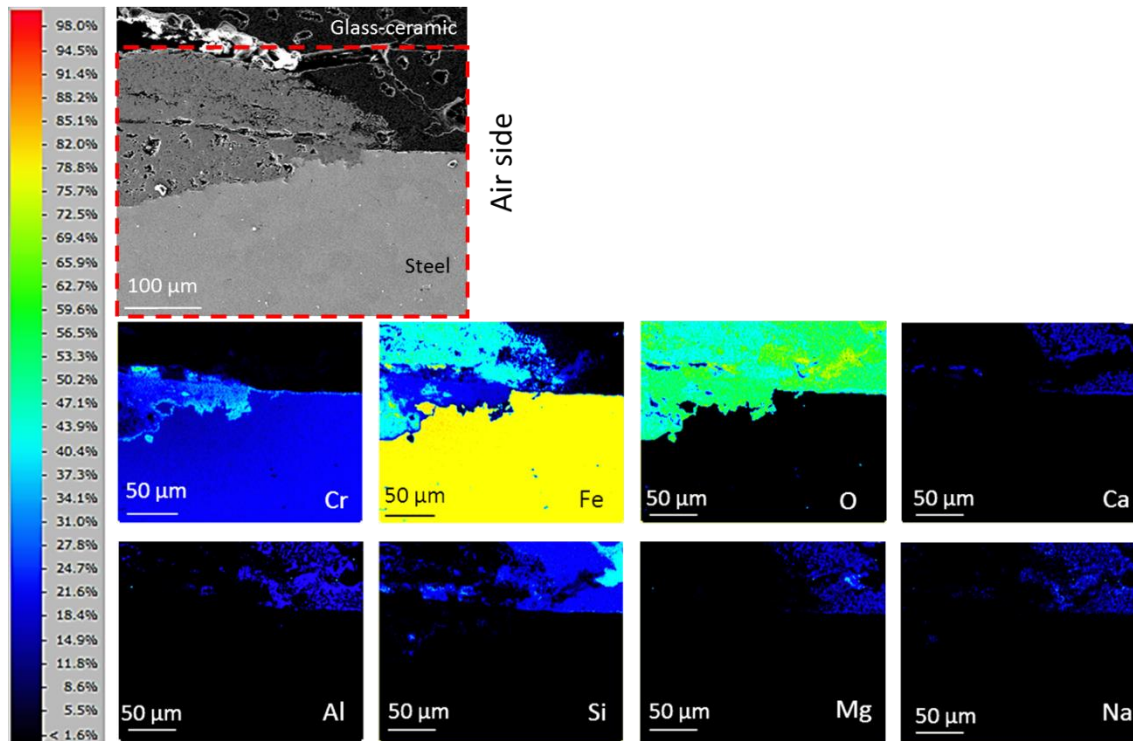 98.0%
94.5%
91.4%
88.2%
85.1%
82.0%
78.8%
75.7%
72.5%
69.4%
65.9%
62.7%
59.6%
56.5%
53.3%
50.2%
47.1%
43.9%
40.4%
37.3%
34.1%
31.0%
27.8%
24.7%
21.6%
18.4%
14.9%
11.8%
8.6%
5.5%
< 1.6%
Glass-ceramic
Steel
100 µm
Air side
50 µm
Cr
50 µm
Fe
50 µm
O
50 µm
Ca
50 µm
Al
50 µm
Si
50 µm
Mg
50 µm
Na